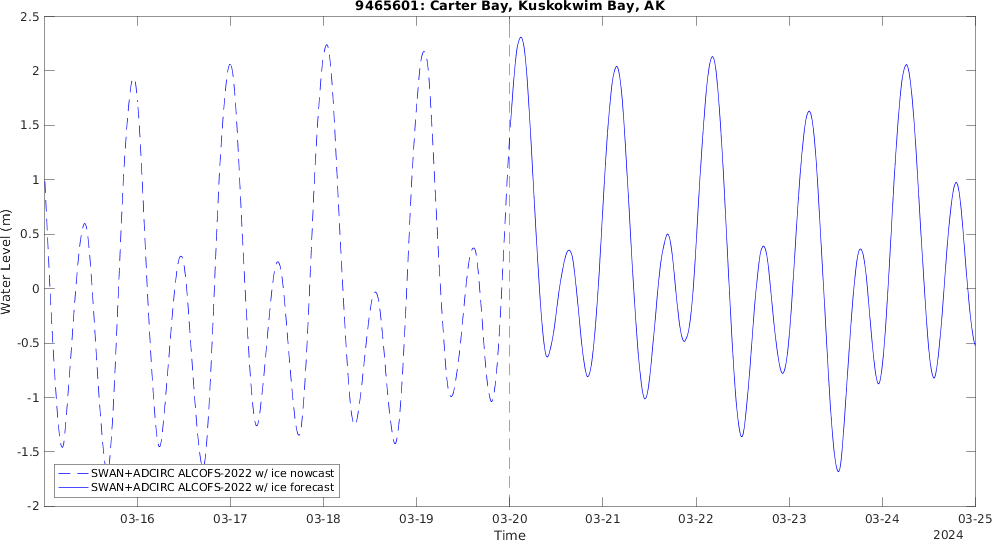 9465601: Carter Bay, Kuskokwim Bay, AK
2.5
2
1.5
1
0.5
0
-0.5
-1
-1.5
-2
Water Level (m)
SWAN+ADCIRC ALCOFS-2022 w/ ice nowcast
SWAN+ADCIRC ALCOFS-2022 w/ ice forecast
03-16 03-17 03-18 03-19 03-20 03-21 03-22 03-23 03-24 03-25
Time
2024